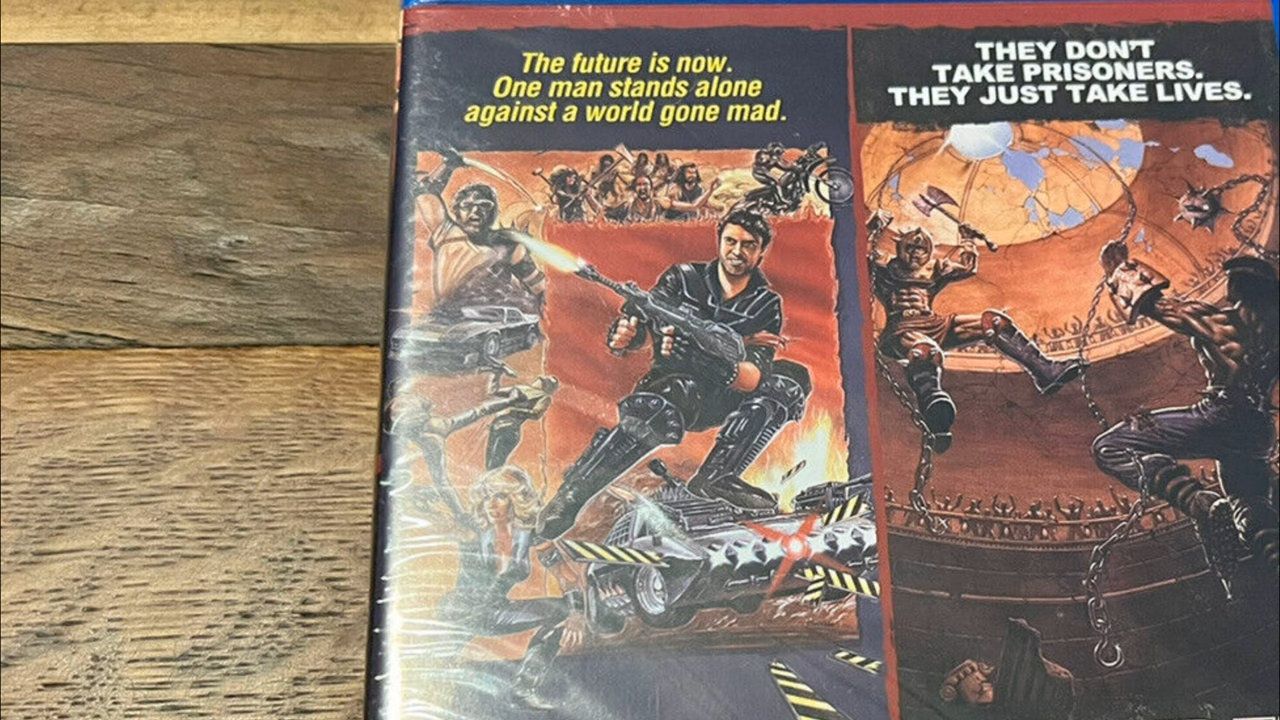 The future is now.
One man stands alone
against a world gone mad.
THEY DON'T
TAKE PRISONERS.
THEY JUST TAKE LIVES.